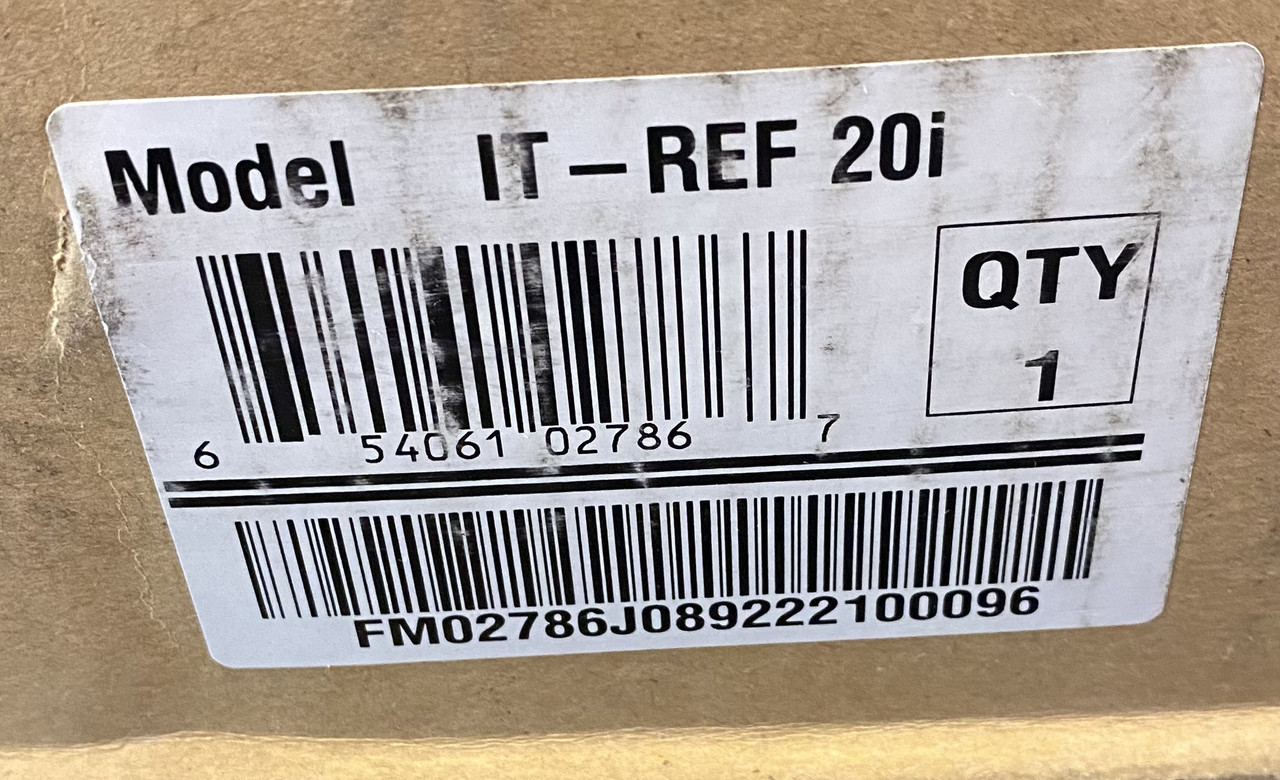 Model IT-REF 20i
QTY
1
6 54061 02786 7
FM02786J089222100096